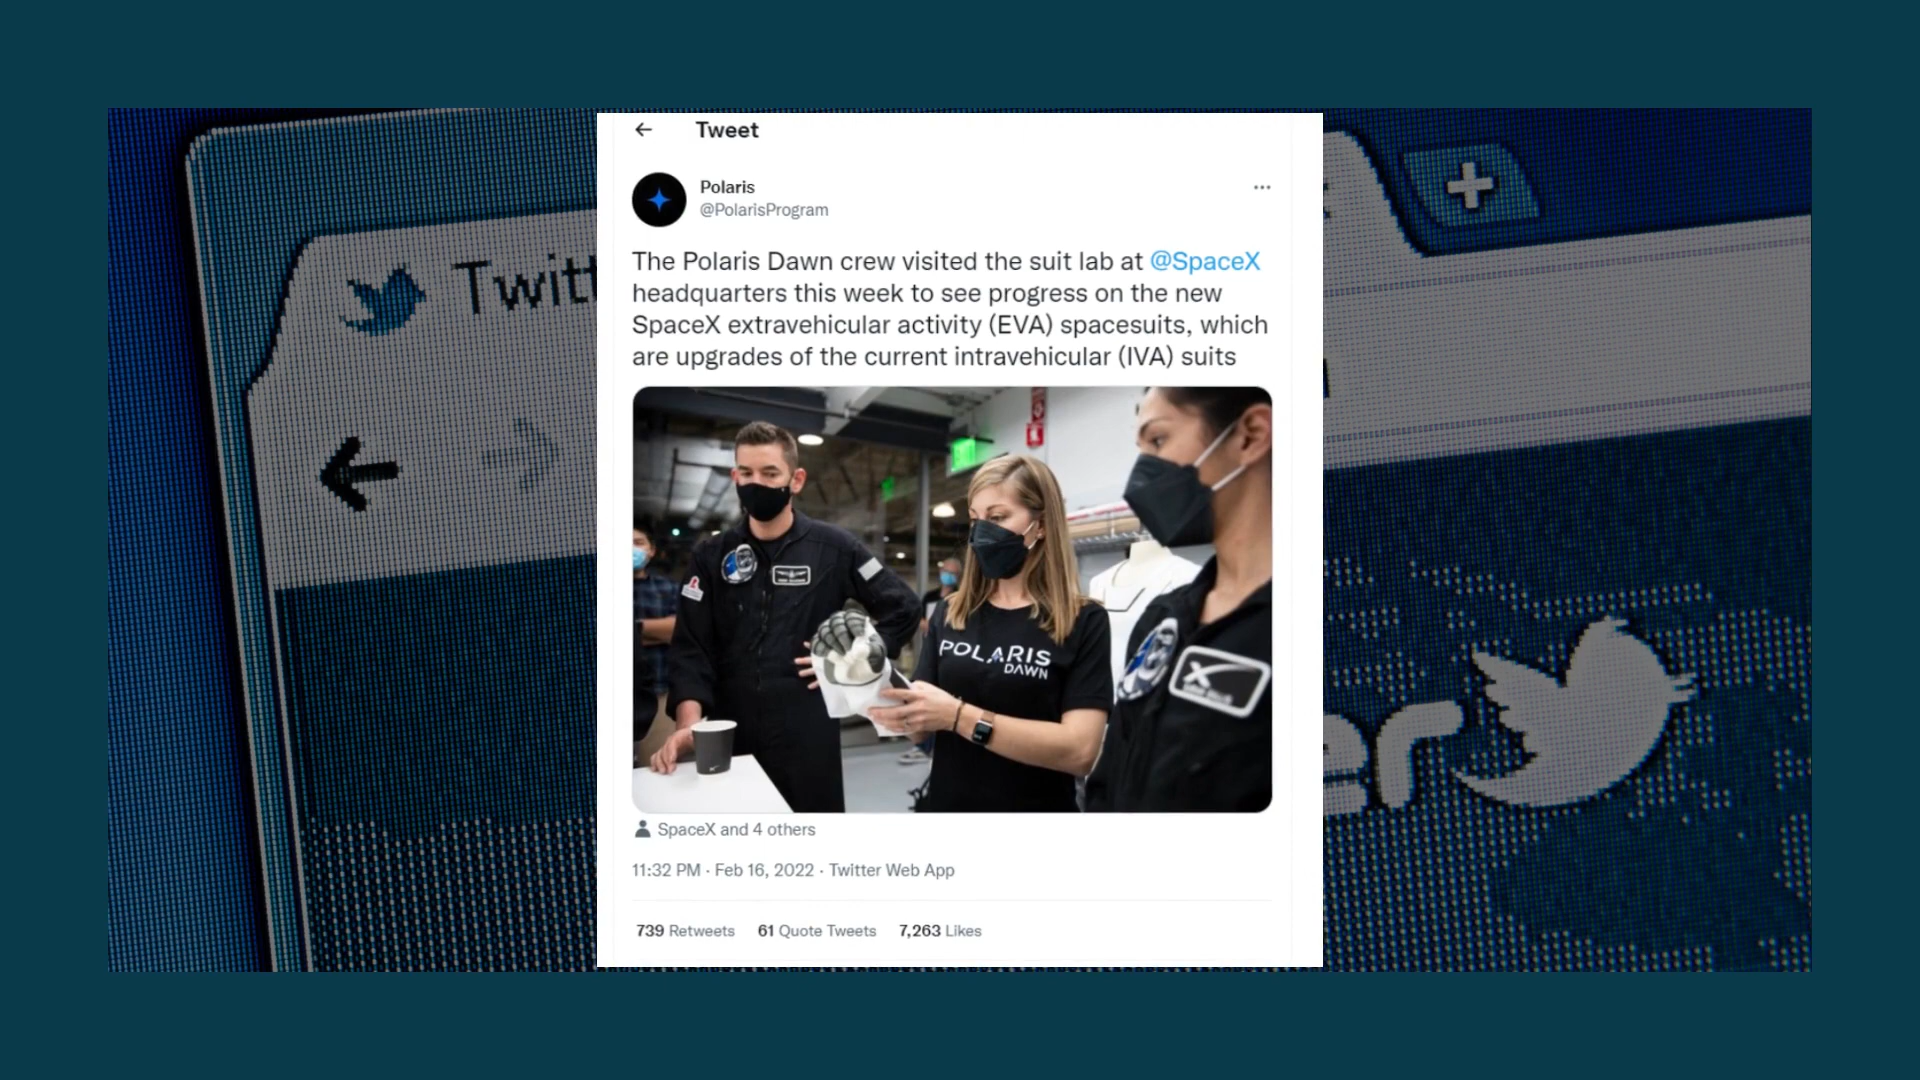 Tweet
Polaris
@PolarisProgram
The Polaris Dawn crew visited the suit lab at @SpaceX
headquarters this week to see progress on the new
SpaceX extravehicular activity (EVA) spacesuits, which
are upgrades of the current intravehicular (IVA) suits
POLARIS
DAWN
SpaceX and 4 others
11:32 PM · Feb 16, 2022 · Twitter Web App
739 Retweets 61 Quote Tweets 7,263 Likes
Twitt
er